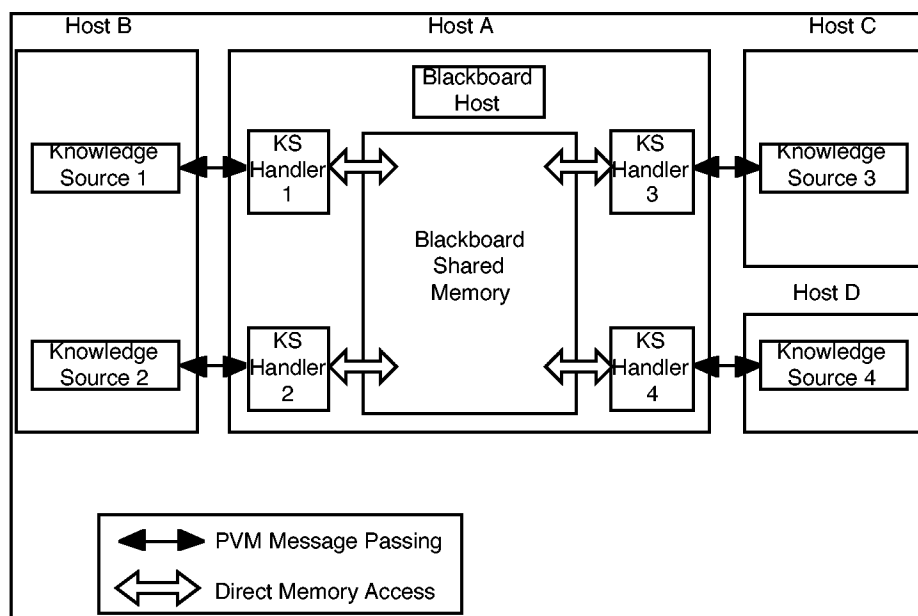 Host B
Host A
Host C
Blackboard
Host
Knowledge
Source 1
KS
Handler
1
KS
Handler
3
Knowledge
Source 3
Blackboard
Shared
Memory
Host D
Knowledge
Source 2
KS
Handler
2
KS
Handler
4
Knowledge
Source 4
PVM Message Passing
Direct Memory Access